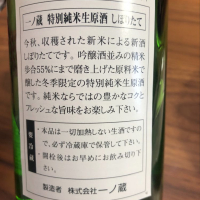 一ノ蔵 特別純米生原酒 しぼりたて
今秋、収穫された新米による新酒
しぼりたてです。吟醸酒並みの精米
歩合55%にまで磨き上げた原料米で
醸した冬季限定の特別純米生原酒
です。純米ならではの豊かなコクとフ
レッシュな旨味をお楽しみ下さい。
要冷蔵
・本品は一切加熱しない生酒ですの
で、必ず冷蔵庫で保管して下さい。
・開栓後はお早めにお飲み切り下
さい。
製造者 株式会社一ノ蔵